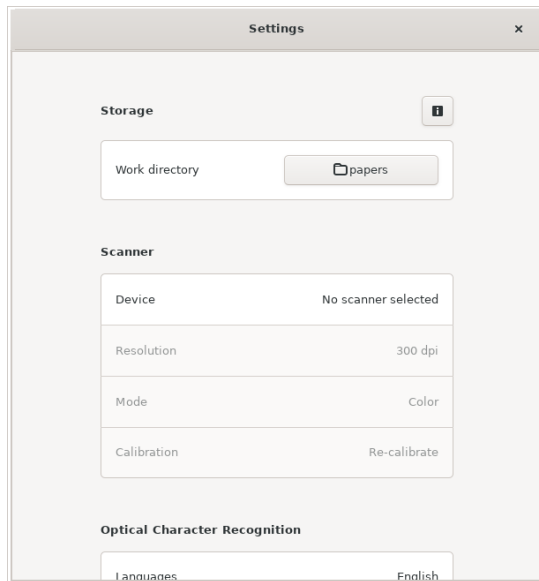 Settings
Storage
Work directory papers
Scanner
Device No scanner selected
Resolution 300 dpi
Mode Color
Calibration Re-calibrate
Optical Character Recognition
Languages English